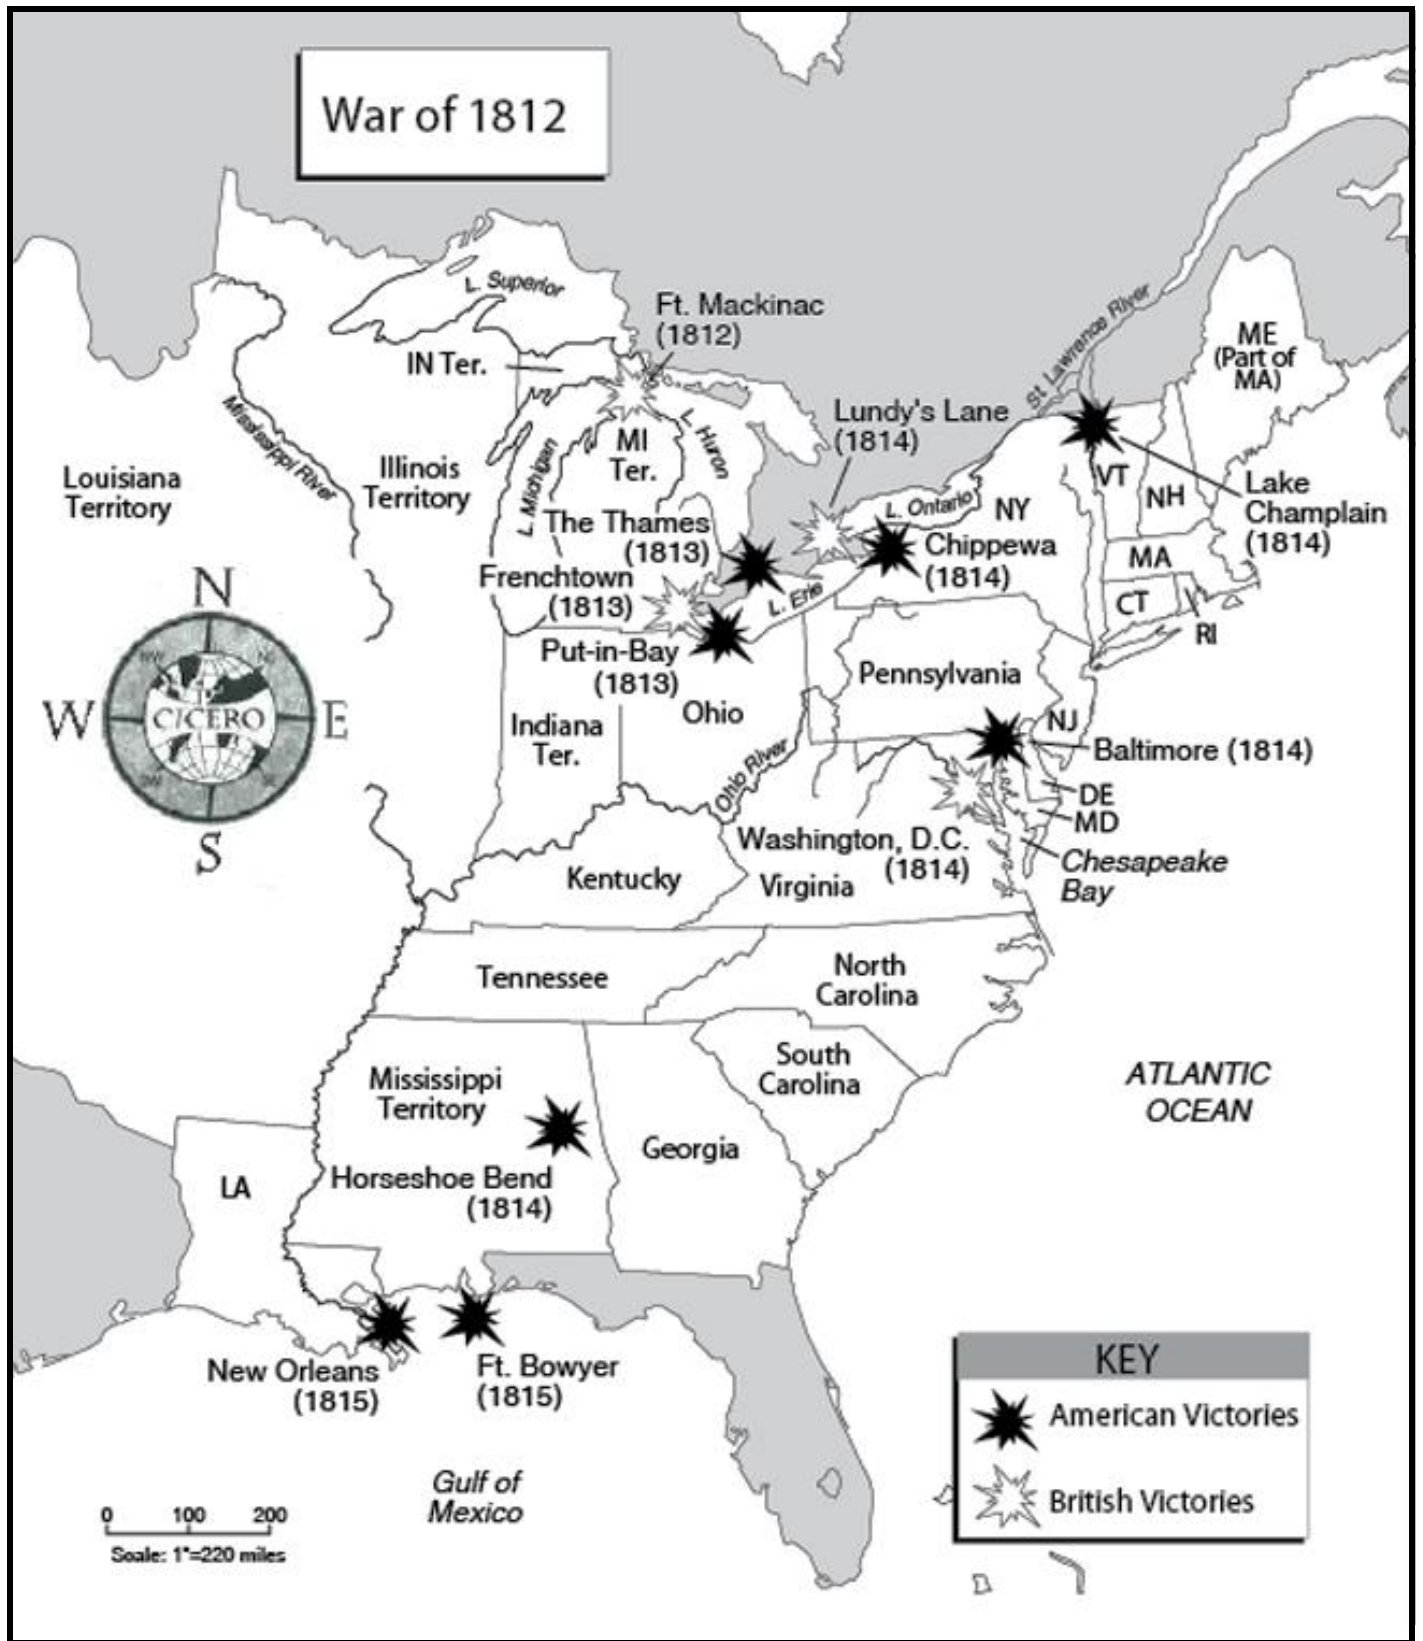 War of 1812
L. Superior
Ft. Mackinac
(1812)
IN Ter.
St Lawrence River
ME
(Part of
MA)
Mississippi River
Lundy's Lane
(1814)
L. Huron
MI
Ter.
L. Michigan
Louisiana
Territory
Illinois
Territory
VT
NH
Lake
Champlain
(1814)
L. Ontario
NY
The Thames
(1813)
Chippewa
(1814)
MA
Frenchtown
(1813)
L. Erie
CT
RI
Put-in-Bay
(1813)
Pennsylvania
Ohio
NJ
Indiana
Ter.
Baltimore (1814)
Ohio River
DE
MD
Washington, D.C.
(1814)
Chesapeake
Bay
N
NW
NE
W
CICERO
E
SW
SE
S
Kentucky
Virginia
Tennessee
North
Carolina
South
Carolina
Mississippi
Territory
ATLANTIC
OCEAN
Georgia
LA
Horseshoe Bend
(1814)
New Orleans
(1815)
Ft. Bowyer
(1815)
Gulf of
Mexico
KEY
American Victories
British Victories
0 100 200
Scale: 1"=220 miles